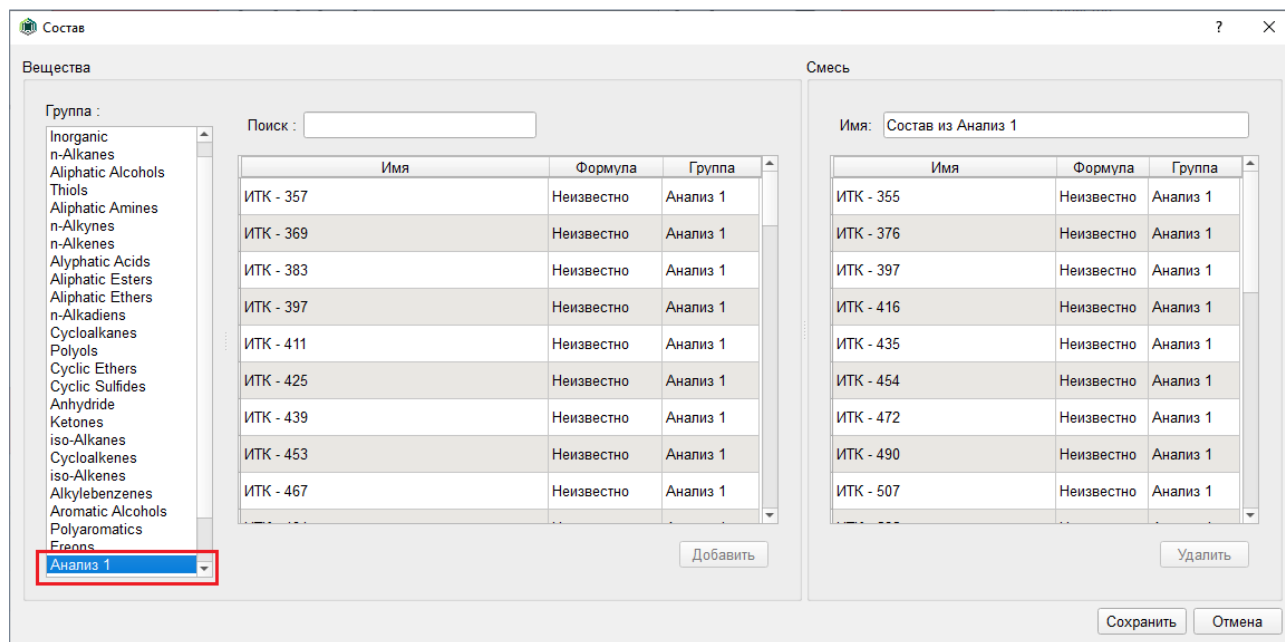 Состав
? ×
Вещества
Группа :
Inorganic
n-Alkanes
Aliphatic Alcohols
Thiols
Aliphatic Amines
n-Alkynes
n-Alkenes
Alyphatic Acids
Aliphatic Esters
Aliphatic Ethers
n-Alkadiens
Cycloalkanes
Polyols
Cyclic Ethers
Cyclic Sulfides
Anhydride
Ketones
iso-Alkanes
Cycloalkenes
iso-Alkenes
Alkylebenzenes
Aromatic Alcohols
Polyaromatics
Freons
Анализ 1
Поиск :
Имя Формула Группа
ИТК - 357 Неизвестно Анализ 1
ИТК - 369 Неизвестно Анализ 1
ИТК - 383 Неизвестно Анализ 1
ИТК - 397 Неизвестно Анализ 1
ИТК - 411 Неизвестно Анализ 1
ИТК - 425 Неизвестно Анализ 1
ИТК - 439 Неизвестно Анализ 1
ИТК - 453 Неизвестно Анализ 1
ИТК - 467 Неизвестно Анализ 1
Добавить
Смесь
Имя: Состав из Анализ 1
Имя Формула Группа
ИТК - 355 Неизвестно Анализ 1
ИТК - 376 Неизвестно Анализ 1
ИТК - 397 Неизвестно Анализ 1
ИТК - 416 Неизвестно Анализ 1
ИТК - 435 Неизвестно Анализ 1
ИТК - 454 Неизвестно Анализ 1
ИТК - 472 Неизвестно Анализ 1
ИТК - 490 Неизвестно Анализ 1
ИТК - 507 Неизвестно Анализ 1
Удалить
Сохранить Отмена